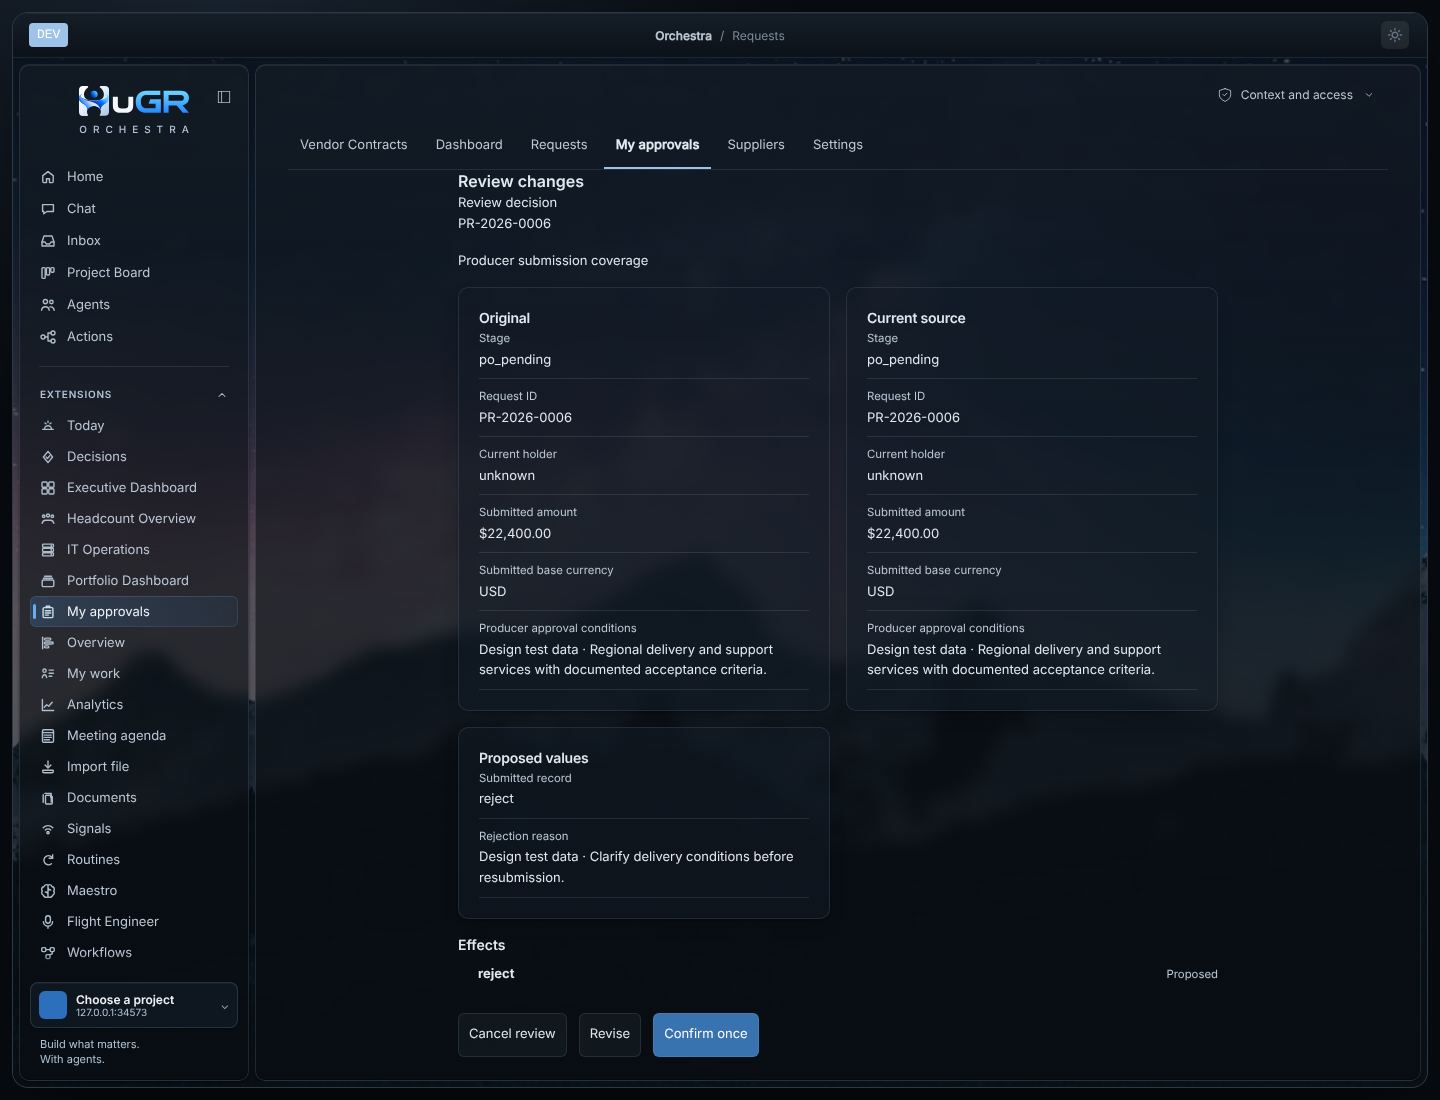 DEV
Orchestra / Requests
HuGR
ORCHESTRA
Context and access
Vendor Contracts
Dashboard
Requests
My approvals
Suppliers
Settings
Home
Chat
Inbox
Project Board
Agents
Actions
EXTENSIONS
Today
Decisions
Executive Dashboard
Headcount Overview
IT Operations
Portfolio Dashboard
My approvals
Overview
My work
Analytics
Meeting agenda
Import file
Documents
Signals
Routines
Maestro
Flight Engineer
Workflows
Choose a project
127.0.0.1:34573
Build what matters.
With agents.
Review changes
Review decision
PR-2026-0006
Producer submission coverage
Original
Stage
po_pending
Request ID
PR-2026-0006
Current holder
unknown
Submitted amount
$22,400.00
Submitted base currency
USD
Producer approval conditions
Design test data · Regional delivery and support
services with documented acceptance criteria.
Current source
Stage
po_pending
Request ID
PR-2026-0006
Current holder
unknown
Submitted amount
$22,400.00
Submitted base currency
USD
Producer approval conditions
Design test data · Regional delivery and support
services with documented acceptance criteria.
Proposed values
Submitted record
reject
Rejection reason
Design test data · Clarify delivery conditions before
resubmission.
Effects
reject
Proposed
Cancel review
Revise
Confirm once